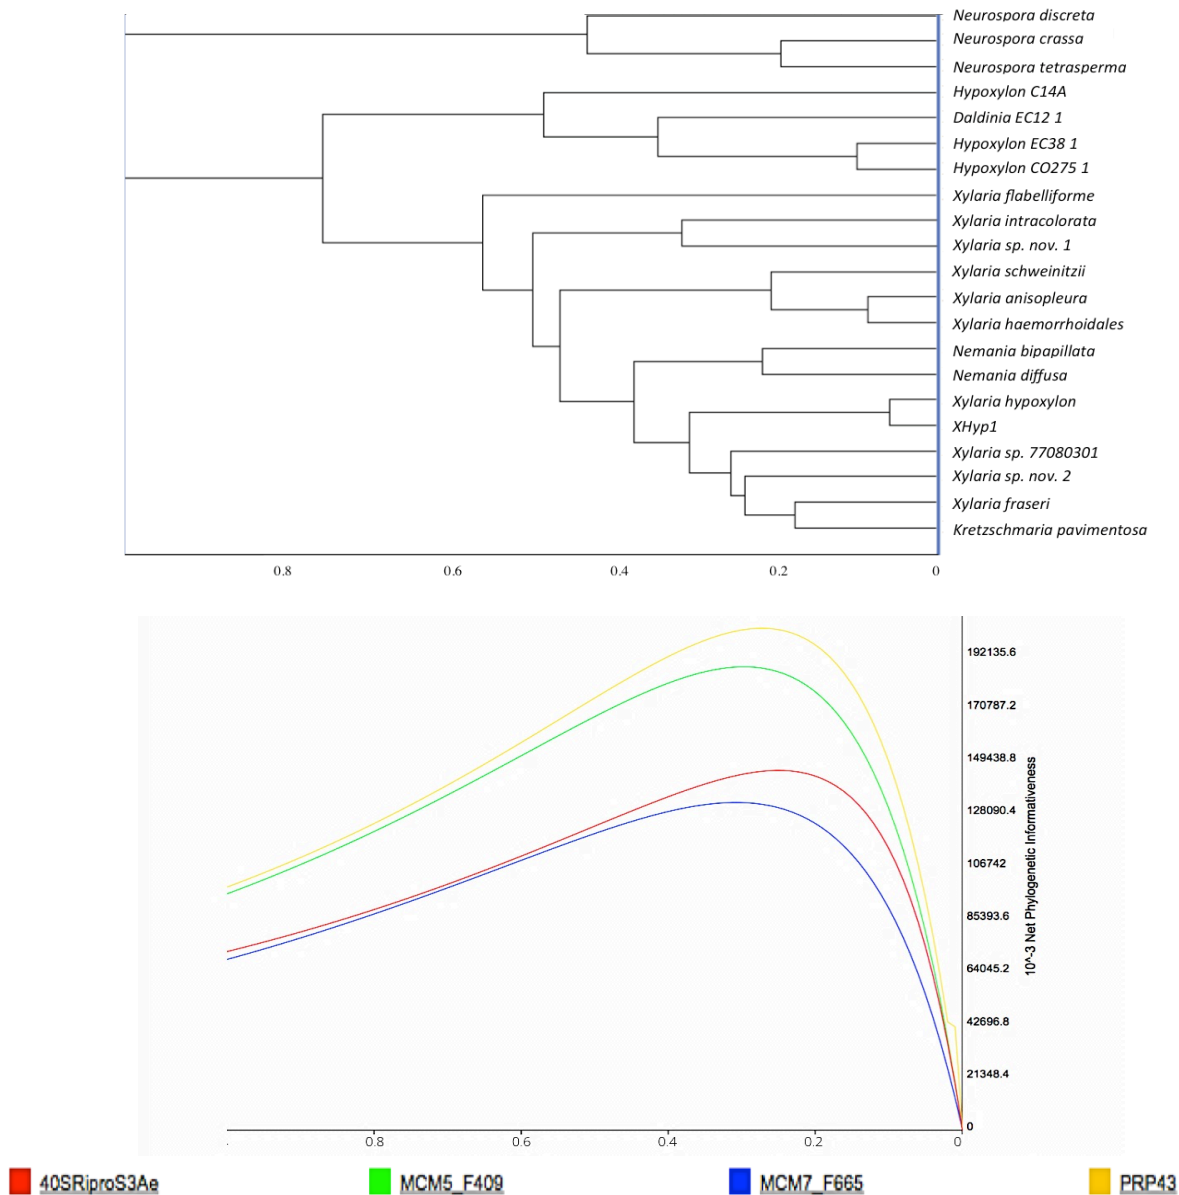 Neurospora discreta
Neurospora crassa
Neurospora tetrasperma
Hypoxylon C14A
Daldinia EC12 1
Hypoxylon EC38 1
Hypoxylon CO275 1
Xylaria flabelliforme
Xylaria intracolorata
Xylaria sp. nov. 1
Xylaria schweinitzii
Xylaria anisopleura
Xylaria haemorrhoidales
Nemania bipapillata
Nemania diffusa
Xylaria hypoxylon
XHyp1
Xylaria sp. 77080301
Xylaria sp. nov. 2
Xylaria fraseri
Kretzschmaria pavimentosa
0.8 0.6 0.4 0.2 0
192135.6
170787.2
149438.8
128090.4
106742
85393.6
64045.2
42696.8
21348.4
0
10^-3 Net Phylogenetic Informativeness
0.8 0.6 0.4 0.2 0
40SRiproS3Ae MCM5_F409 MCM7_F665 PRP43